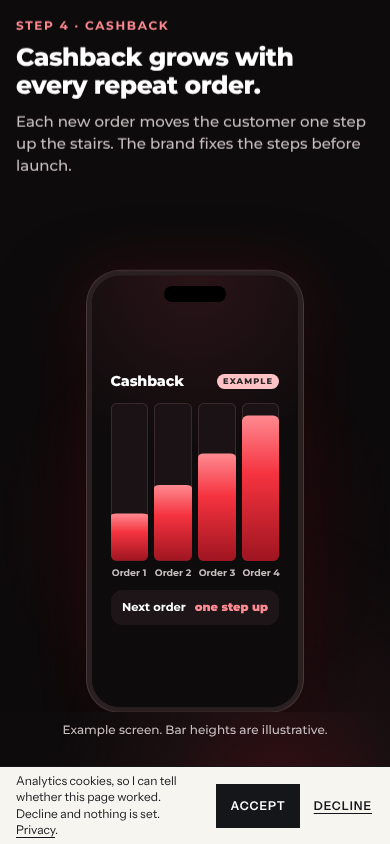 STEP 4 · CASHBACK
Cashback grows with
every repeat order.
Each new order moves the customer one step
up the stairs. The brand fixes the steps before
launch.
Cashback EXAMPLE
Order 1 Order 2 Order 3 Order 4
Next order one step up
Example screen. Bar heights are illustrative.
Analytics cookies, so I can tell
whether this page worked.
Decline and nothing is set.
Privacy.
ACCEPT DECLINE